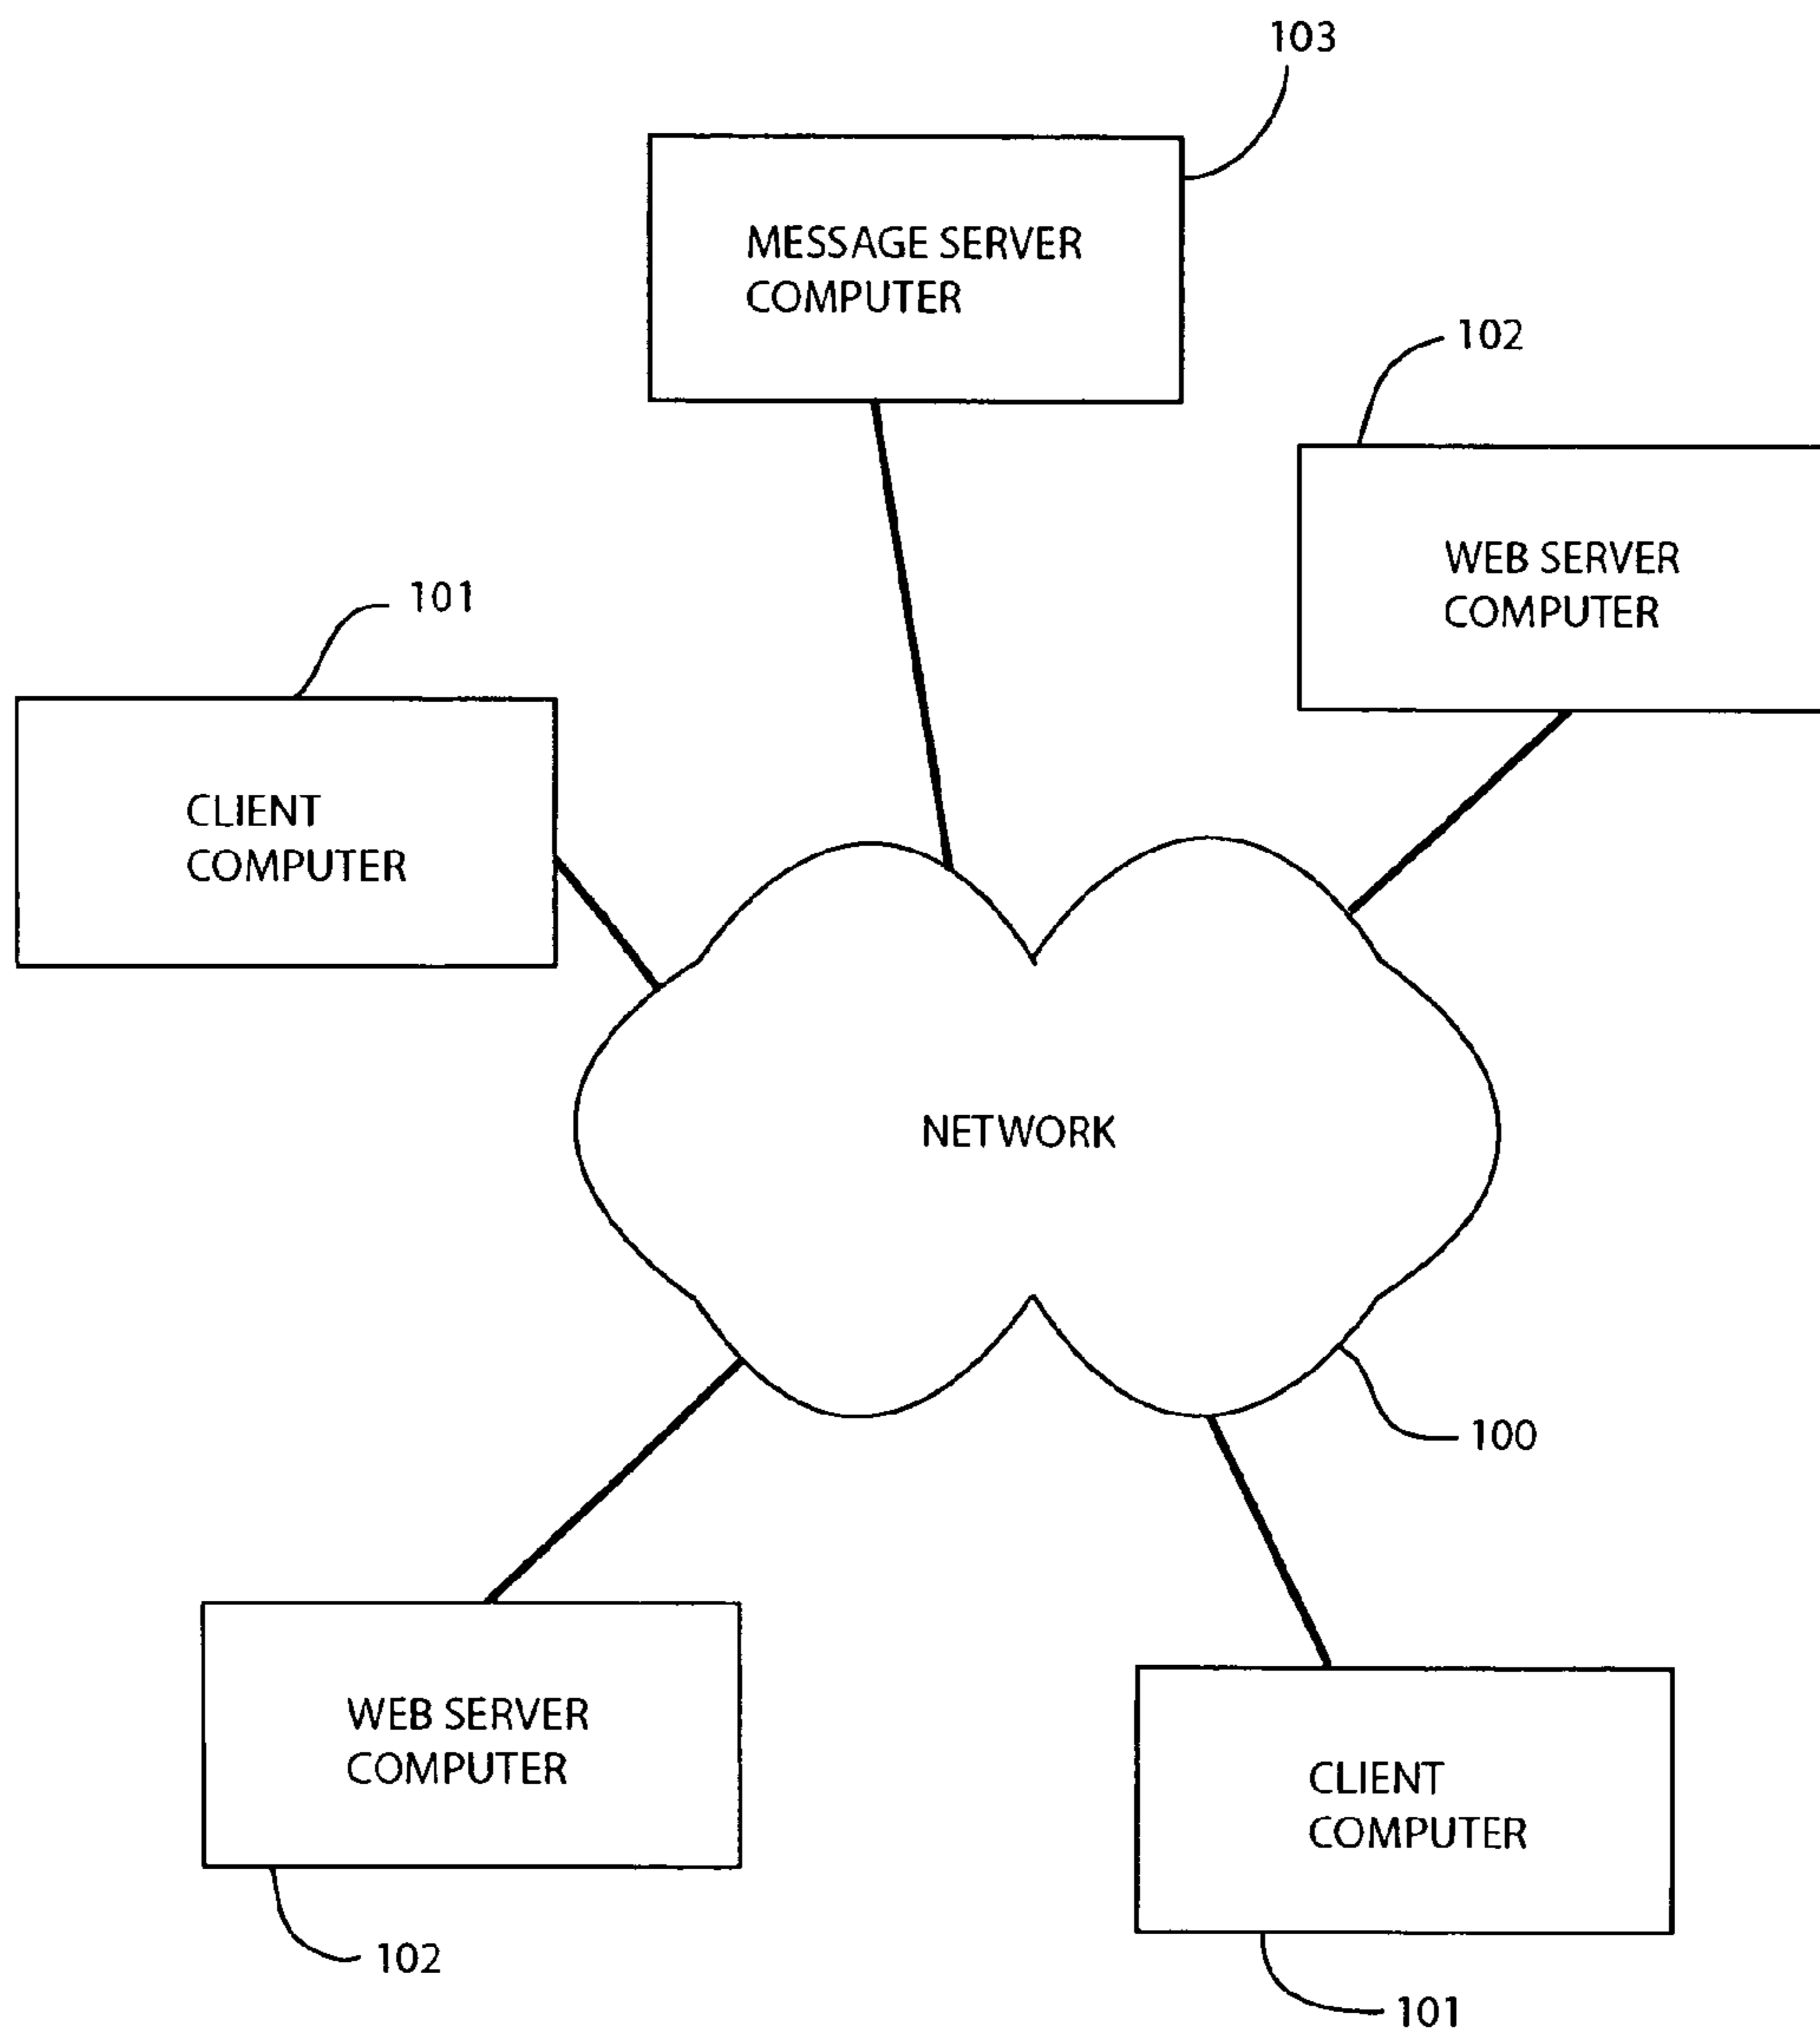 103
MESSAGE SERVER
COMPUTER
102
WEB SERVER
COMPUTER
101
CLIENT
COMPUTER
NETWORK
100
WEB SERVER
COMPUTER
CLIENT
COMPUTER
102
101